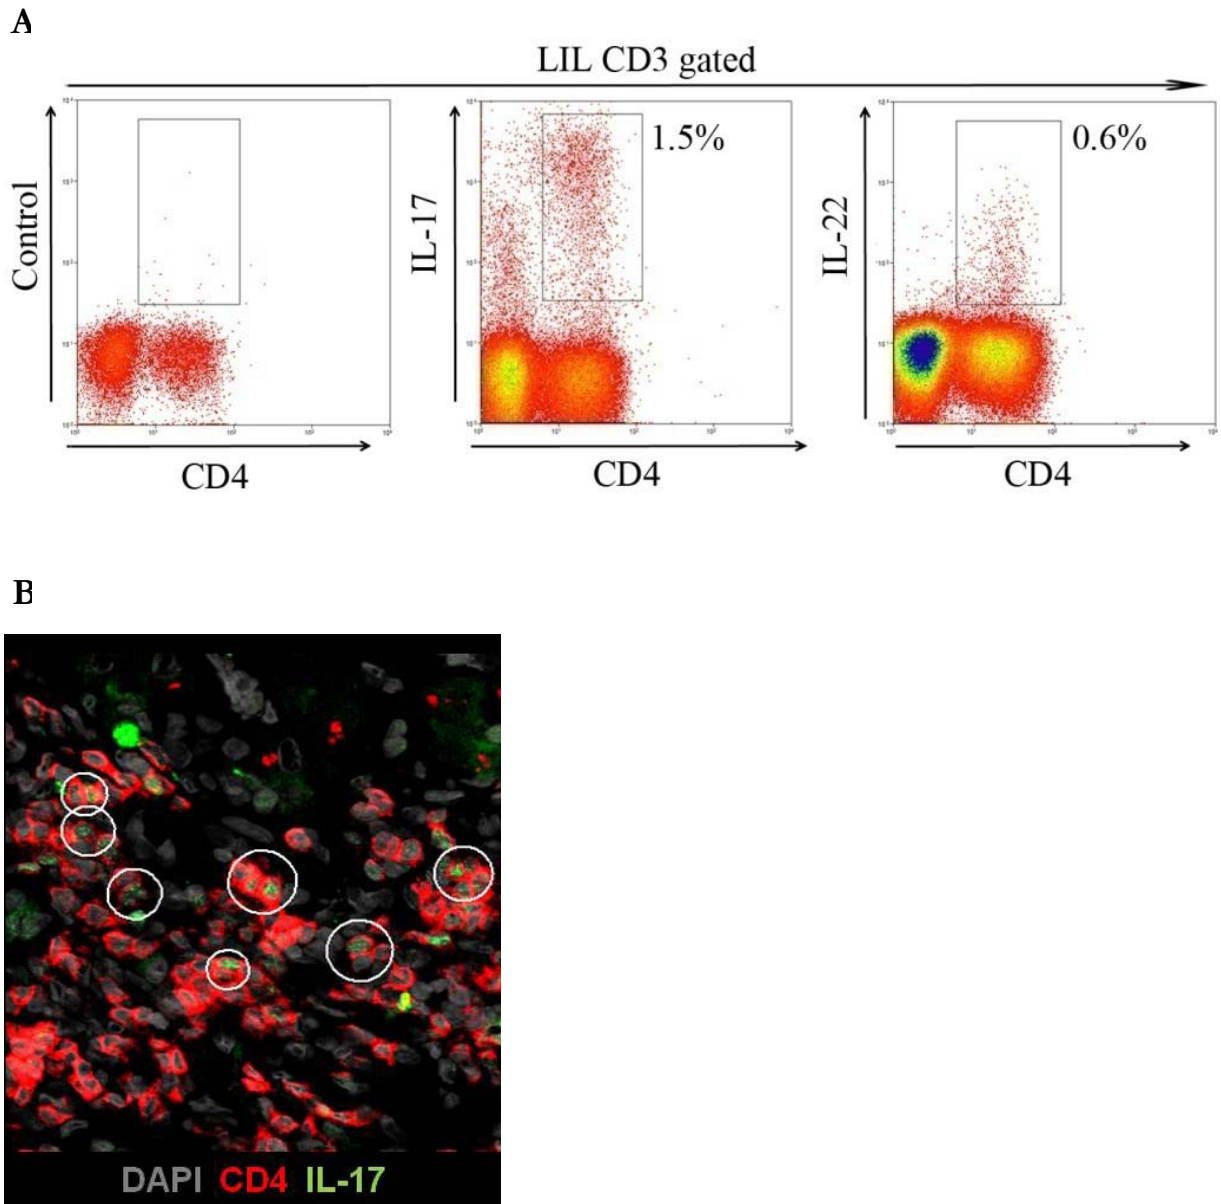 A
LIL CD3 gated
Control
IL-17
1.5%
IL-22
0.6%
CD4
CD4
CD4
B
DAPI CD4 IL-17